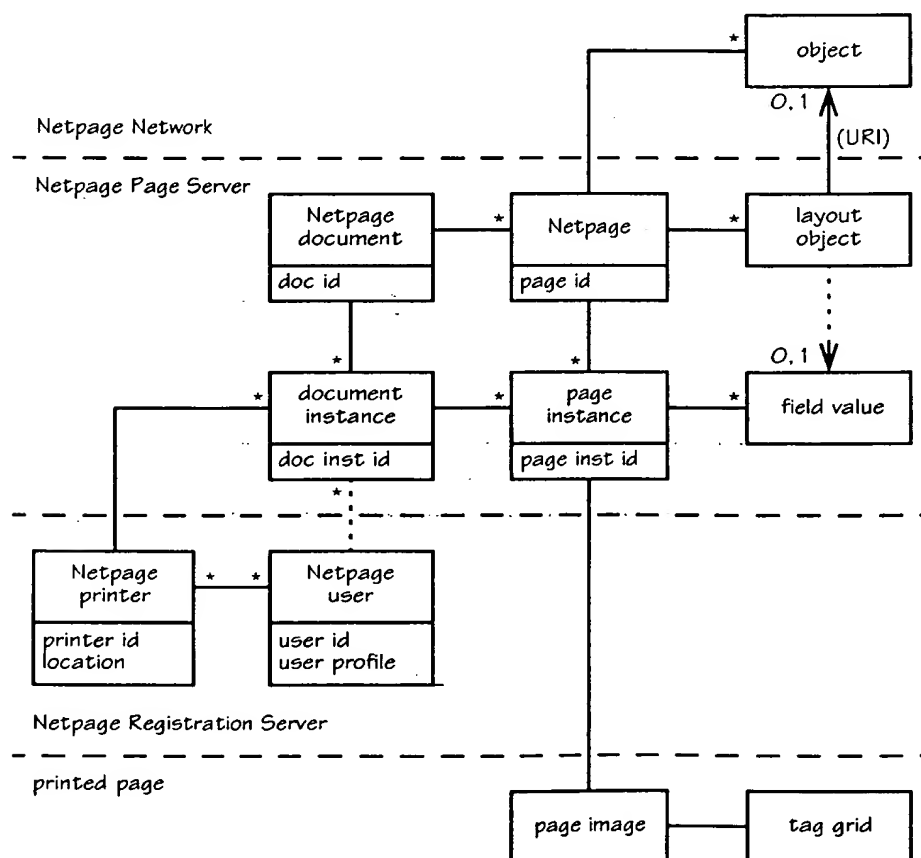 *
object
0,1
(URI)
Netpage Network
Netpage Page Server
Netpage
document
doc id
*
Netpage
page id
*
layout
object
*
*
0,1
*
document
instance
doc inst id
*
page
instance
page inst id
*
field value
*
Netpage
printer
printer id
location
*
*
Netpage
user
user id
user profile
Netpage Registration Server
printed page
page image
tag grid